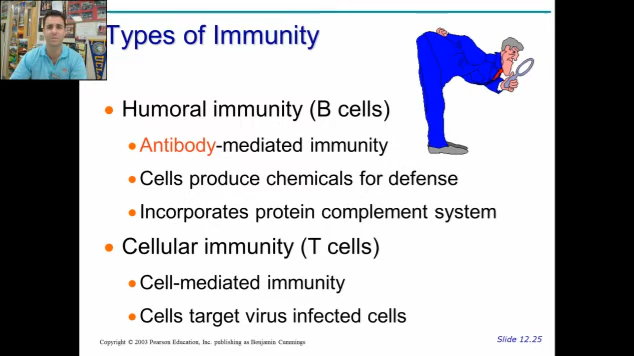 Types of Immunity
• Humoral immunity (B cells)
• Antibody-mediated immunity
• Cells produce chemicals for defense
• Incorporates protein complement system
• Cellular immunity (T cells)
• Cell-mediated immunity
• Cells target virus infected cells
Copyright © 2003 Pearson Education, Inc. publishing as Benjamin Cummings
Slide 12.25